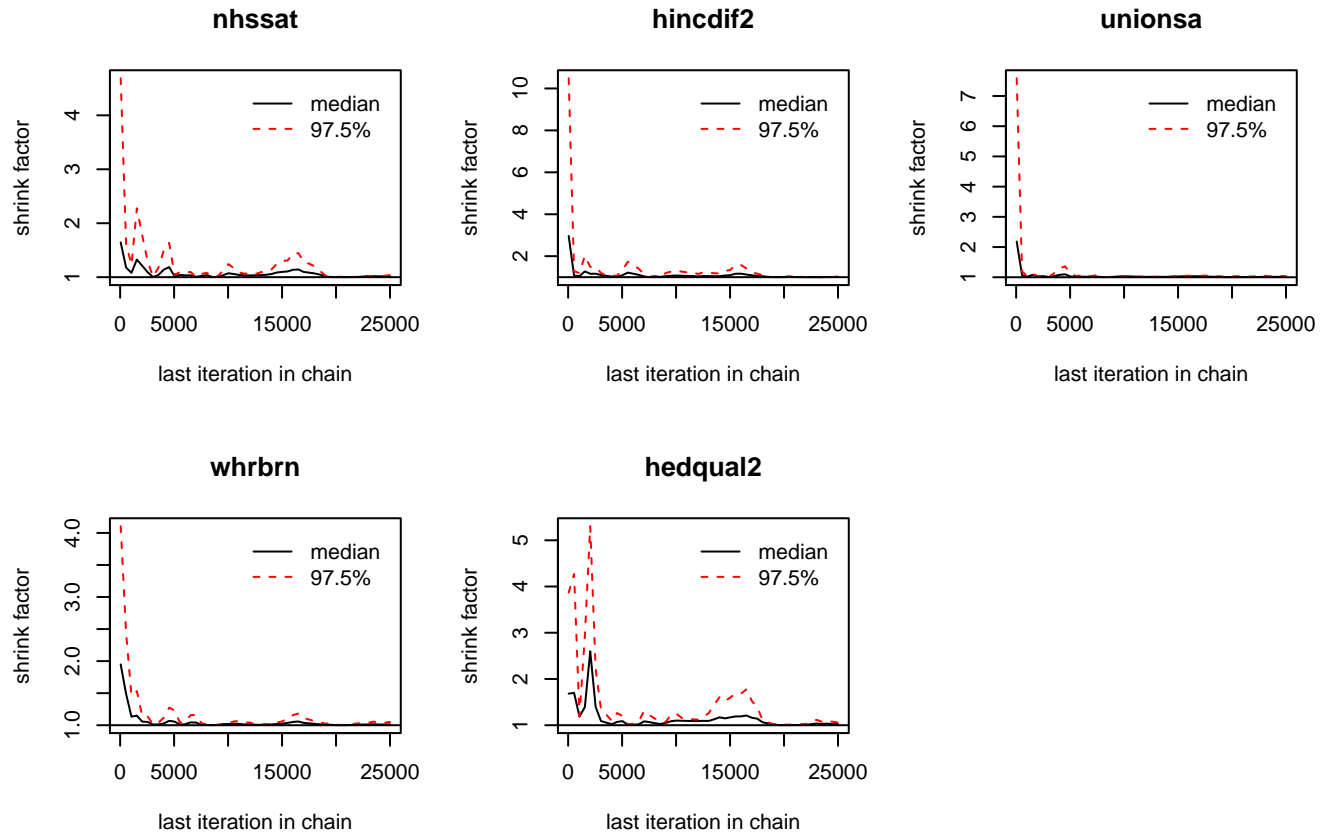 nhssat
shrink factor
4
3
2
1
median
97.5%
0 5000 15000 25000
last iteration in chain
hincdif2
shrink factor
10
8
6
4
2
median
97.5%
0 5000 15000 25000
last iteration in chain
unionsa
shrink factor
7
6
5
4
3
2
1
median
97.5%
0 5000 15000 25000
last iteration in chain
whrbrn
shrink factor
4.0
3.0
2.0
1.0
median
97.5%
0 5000 15000 25000
last iteration in chain
hedqual2
shrink factor
5
4
3
2
1
median
97.5%
0 5000 15000 25000
last iteration in chain